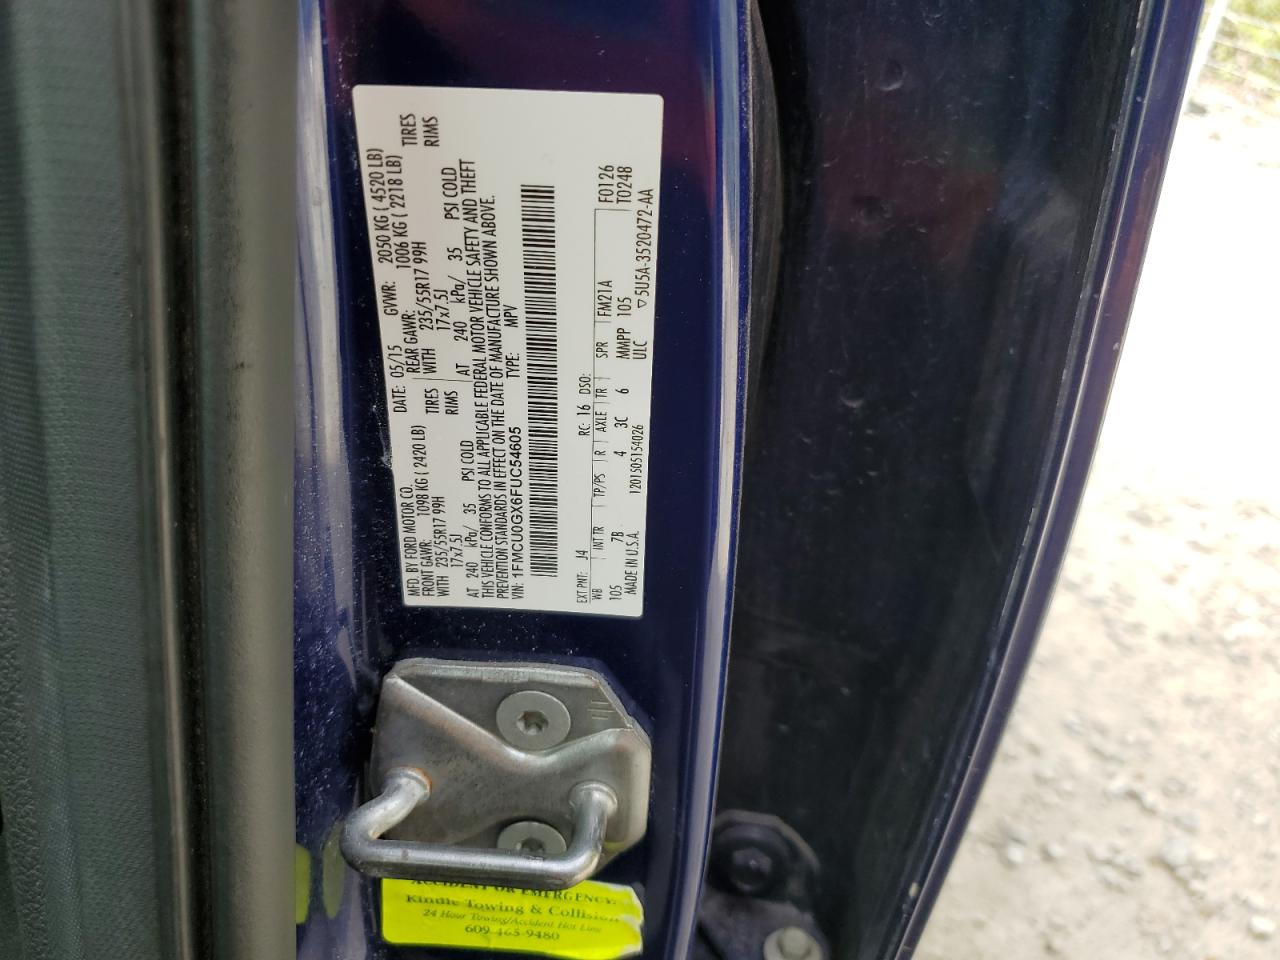 MFD. BY FORD MOTOR CO. DATE: 05/15 GVWR: 2050 KG ( 4520 LB)
FRONT GAWR: 1098 KG ( 2420 LB) REAR GAWR: 1006 KG ( 2218 LB)
WITH 235/55R17 99H TIRES WITH 235/55R17 99H TIRES
17x7.5J RIMS 17x7.5J RIMS
AT 240 kPa/ 35 PSI COLD AT 240 kPa/ 35 PSI COLD
THIS VEHICLE CONFORMS TO ALL APPLICABLE FEDERAL MOTOR VEHICLE SAFETY AND THEFT
PREVENTION STANDARDS IN EFFECT ON THE DATE OF MANUFACTURE SHOWN ABOVE.
VIN: 1FMCU0GX6FUC54605 TYPE: MPV
EXT PNT: J4 RC: 16 DSO: F0126
WB INT TR TP/PS R AXLE TR SPR FM21A T0248
105 7B 4 3C 6 MMPP 105
MADE IN U.S.A. 1201505154026 ULC ▽5U5A-3520472-AA
ACCIDENT OR EMERGENCY:
Kindle Towing & Collision
24 Hour Towing/Accident Hot Line
609-465-9480